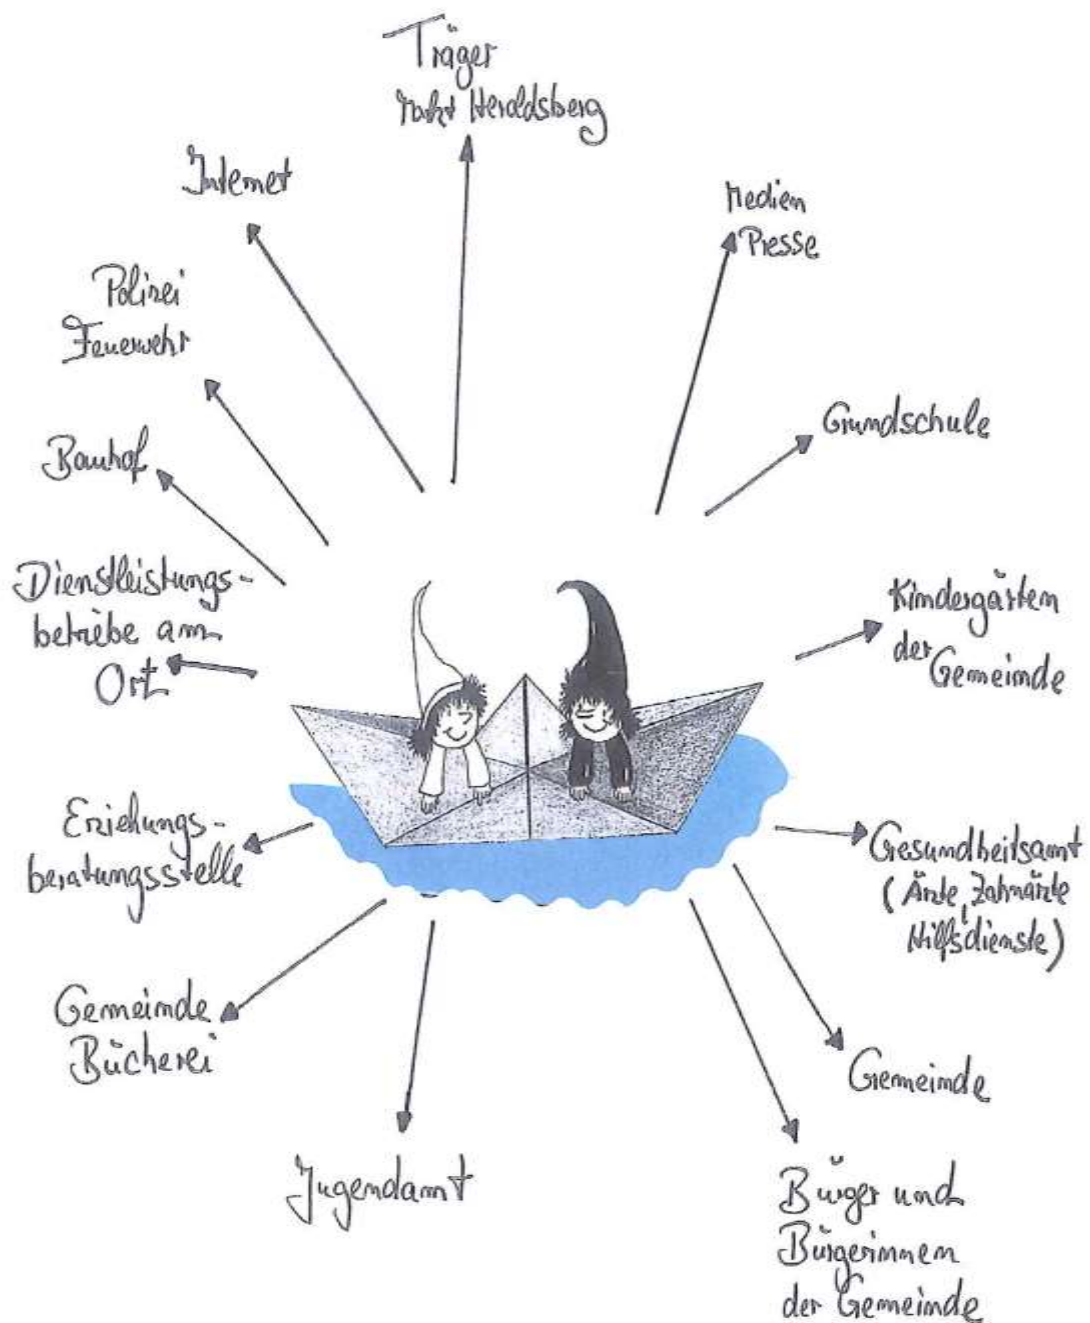 Träger
Markt Heroldsberg
Internet
Medien
Presse
Polizei
Feuerwehr
Grundschule
Bauhof
Dienstleistungs-
betriebe am
Ort
Kindergärten
der Gemeinde
Erziehungs-
beratungsstelle
Gesundheitsamt
(Ärzte, Zahnärzte
Hilfsdienste)
Gemeinde
Bücherei
Gemeinde
Jugendamt
Bürger und
Bürgerinnen
der Gemeinde